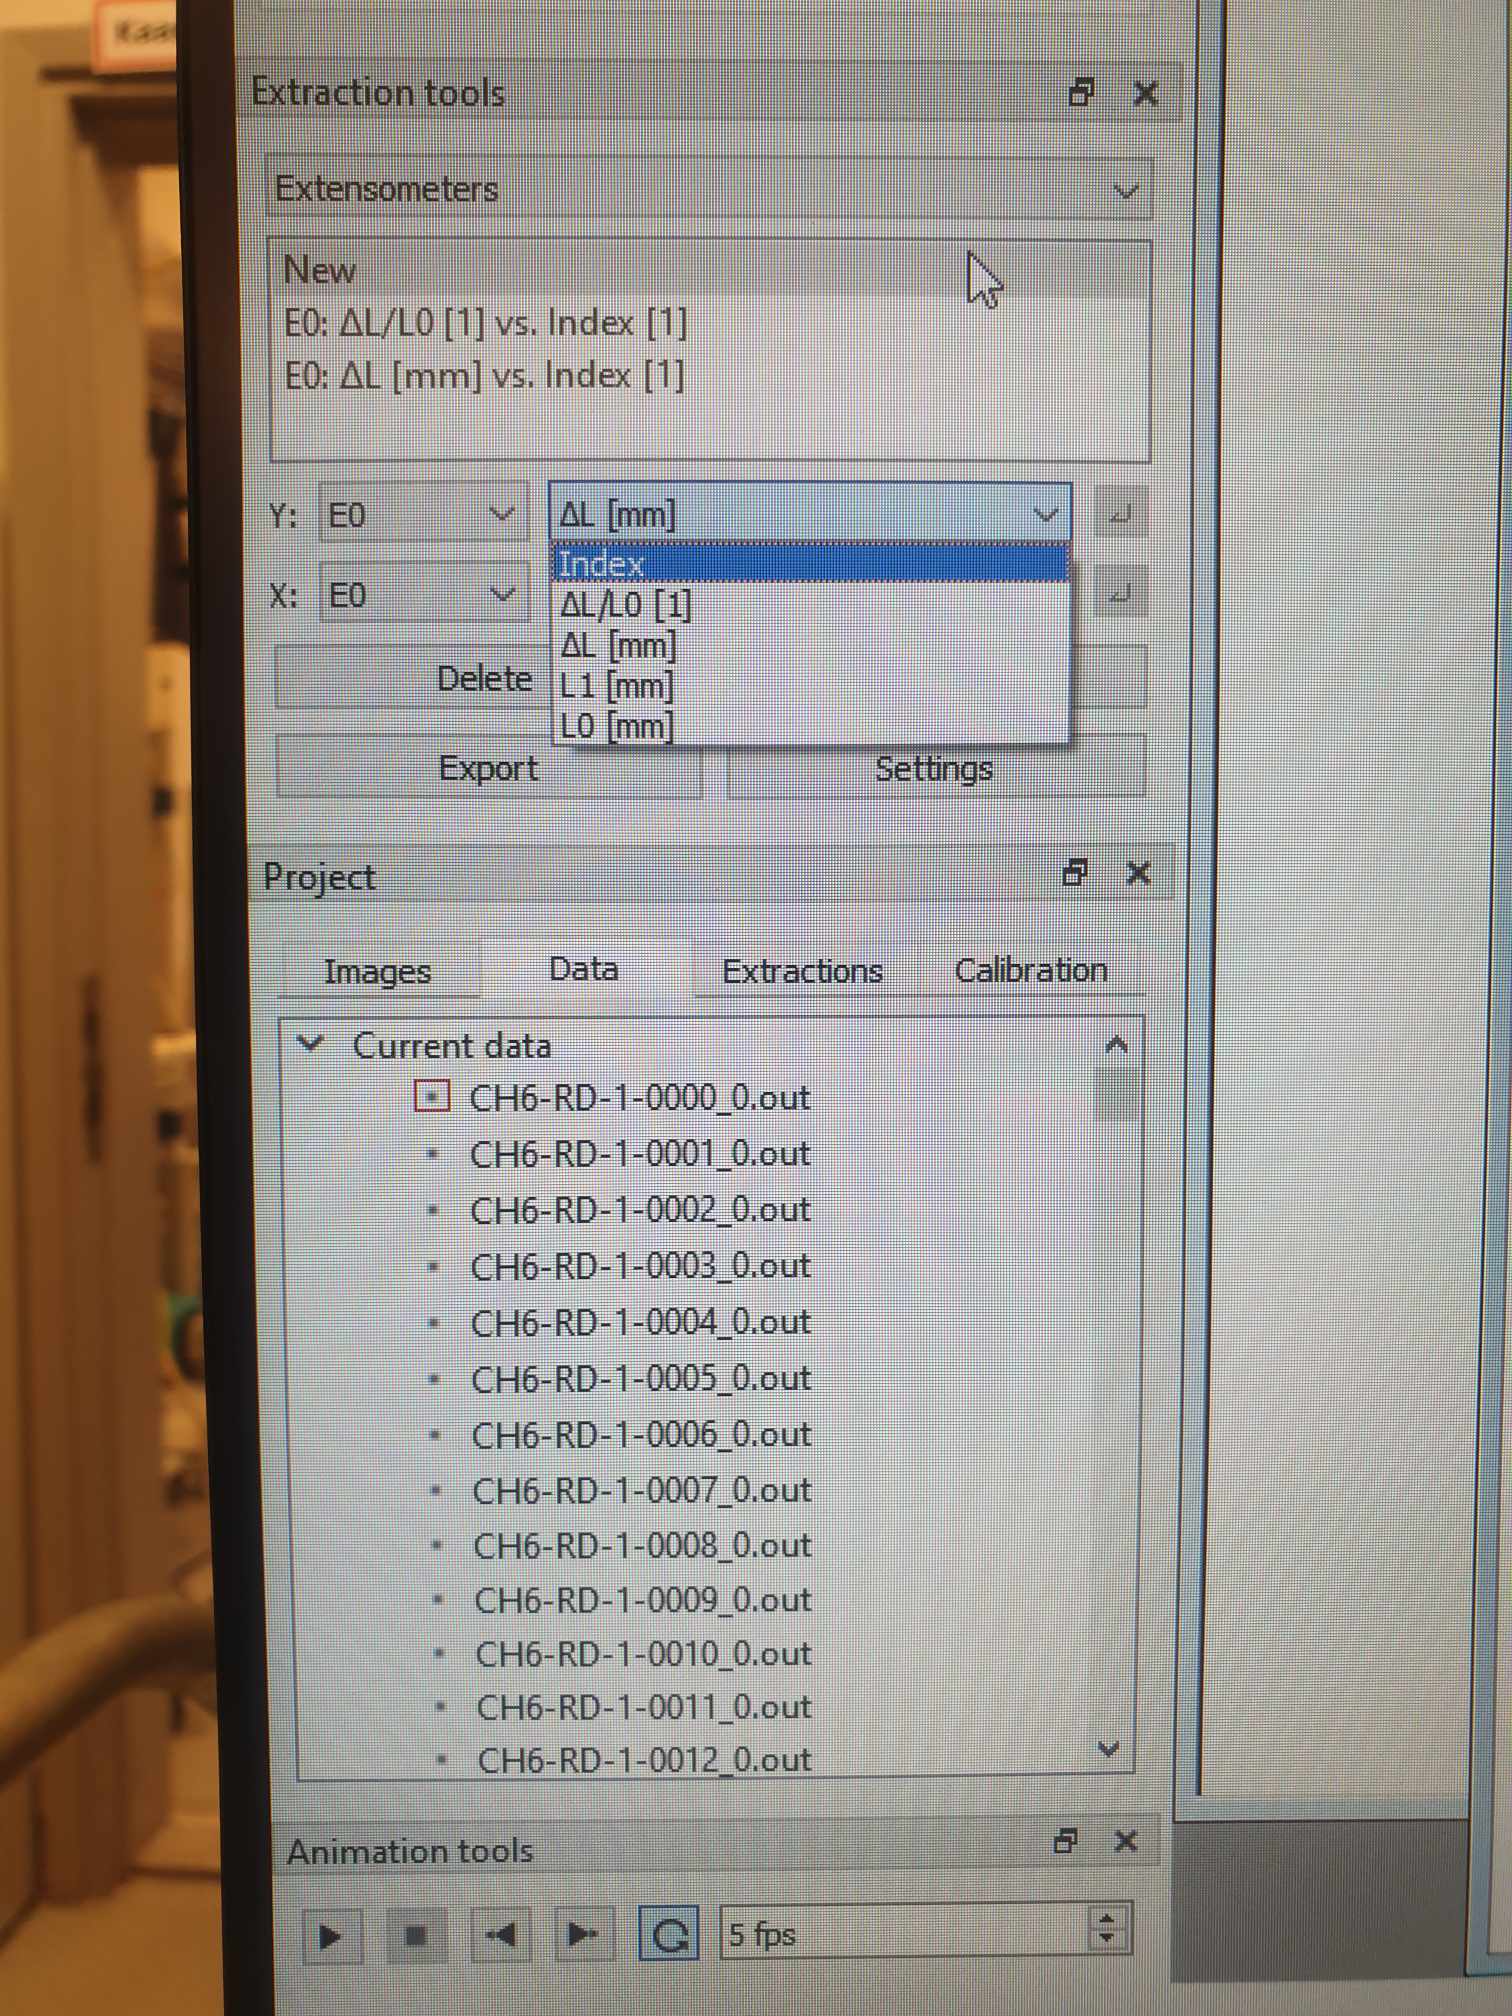 Extraction tools
Extensometers
New
E0: ΔL/L0 [1] vs. Index [1]
E0: ΔL [mm] vs. Index [1]
Y: E0 ΔL [mm]
Index
X: E0 ΔL/L0 [1]
ΔL [mm]
Delete L1 [mm]
L0 [mm]
Export Settings
Project
Images Data Extractions Calibration
Current data
CH6-RD-1-0000_0.out
CH6-RD-1-0001_0.out
CH6-RD-1-0002_0.out
CH6-RD-1-0003_0.out
CH6-RD-1-0004_0.out
CH6-RD-1-0005_0.out
CH6-RD-1-0006_0.out
CH6-RD-1-0007_0.out
CH6-RD-1-0008_0.out
CH6-RD-1-0009_0.out
CH6-RD-1-0010_0.out
CH6-RD-1-0011_0.out
CH6-RD-1-0012_0.out
Animation tools
5 fps